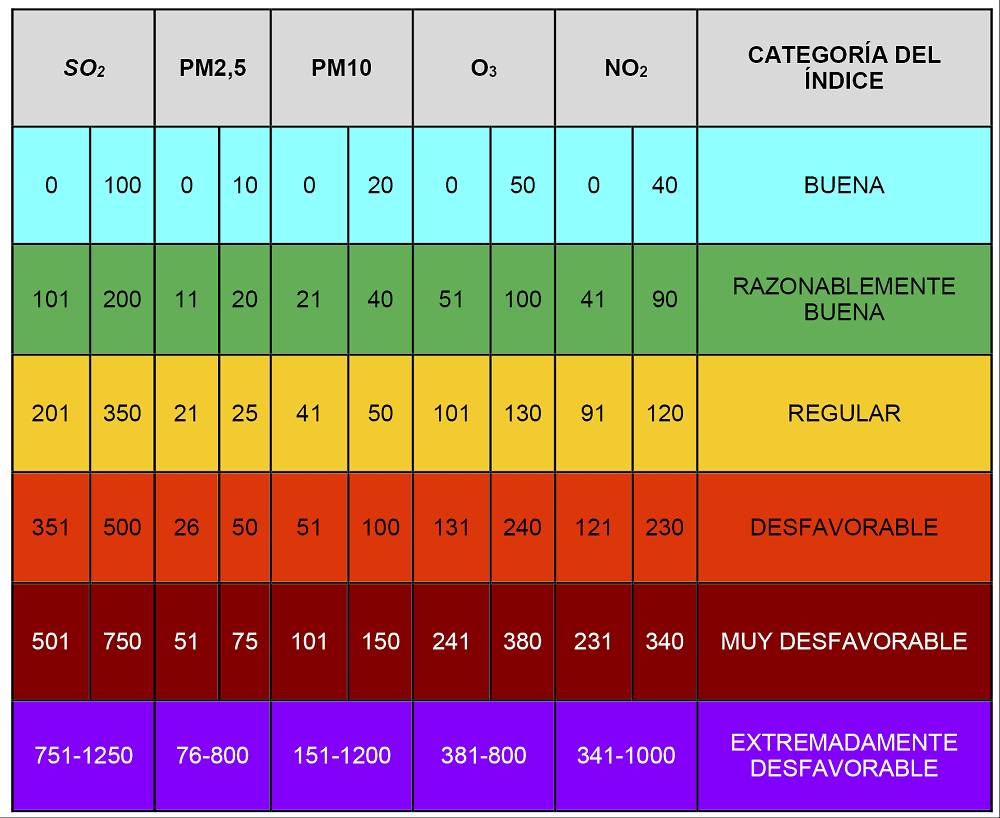 SO₂ PM2,5 PM10 O₃ NO₂ CATEGORÍA DEL
ÍNDICE
0 100 0 10 0 20 0 50 0 40 BUENA
101 200 11 20 21 40 51 100 41 90 RAZONABLEMENTE
BUENA
201 350 21 25 41 50 101 130 91 120 REGULAR
351 500 26 50 51 100 131 240 121 230 DESFAVORABLE
501 750 51 75 101 150 241 380 231 340 MUY DESFAVORABLE
751-1250 76-800 151-1200 381-800 341-1000 EXTREMADAMENTE
DESFAVORABLE